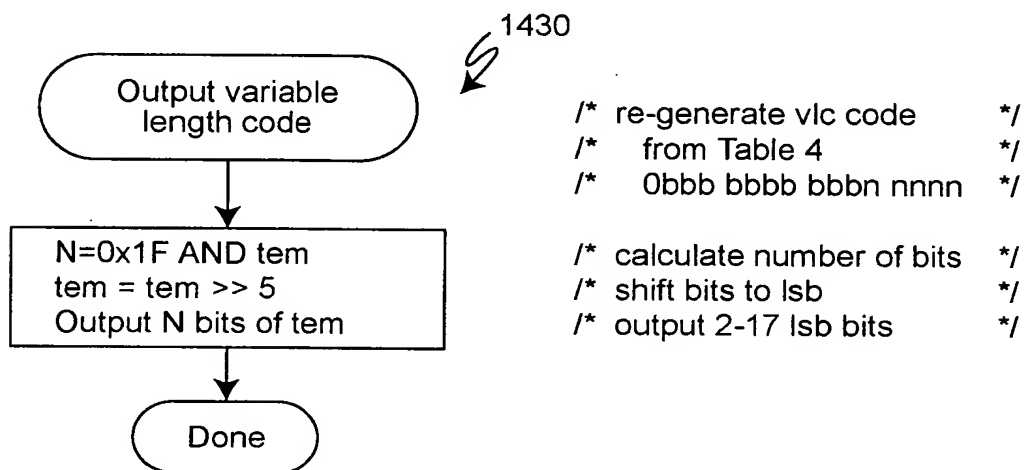 1430
Output variable
length code
/* re-generate vlc code */
/* from Table 4 */
/* 0bbb bbbb bbbn nnnn */
N=0x1F AND tem
tem = tem >> 5
Output N bits of tem
/* calculate number of bits */
/* shift bits to lsb */
/* output 2-17 lsb bits */
Done